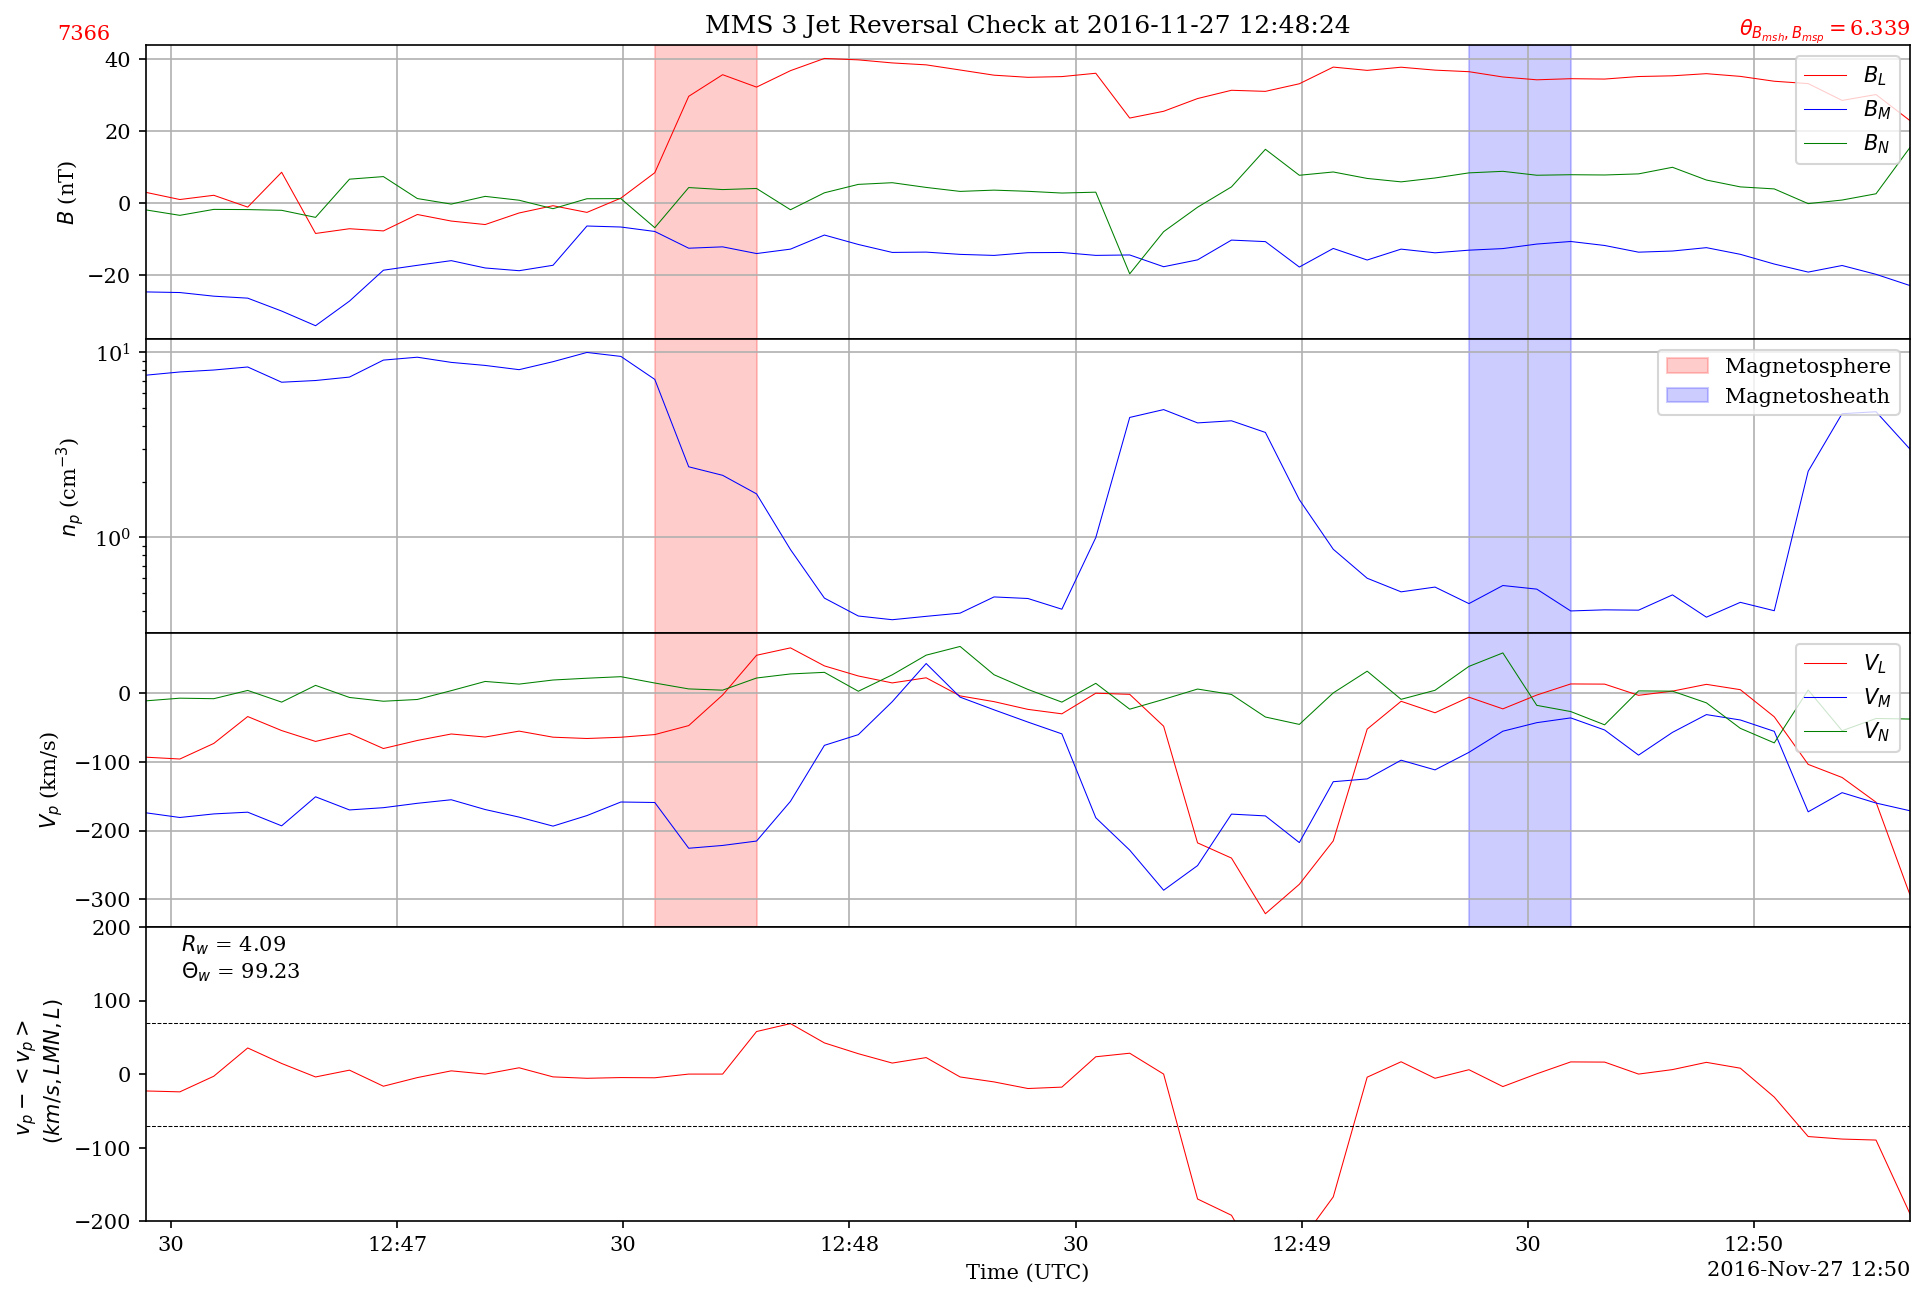 7366
MMS 3 Jet Reversal Check at 2016-11-27 12:48:24
θ_{B_{msh}, B_{msp}} = 6.339
40
20
0
−20
B (nT)
B_L
B_M
B_N
10^1
10^0
n_p (cm^{−3})
Magnetosphere
Magnetosheath
0
−100
−200
−300
V_p (km/s)
V_L
V_M
V_N
200
100
0
−100
−200
v_p − < v_p >
(km/s, LMN, L)
R_w = 4.09
Θ_w = 99.23
30 12:47 30 12:48 30 12:49 30 12:50
Time (UTC)
2016-Nov-27 12:50